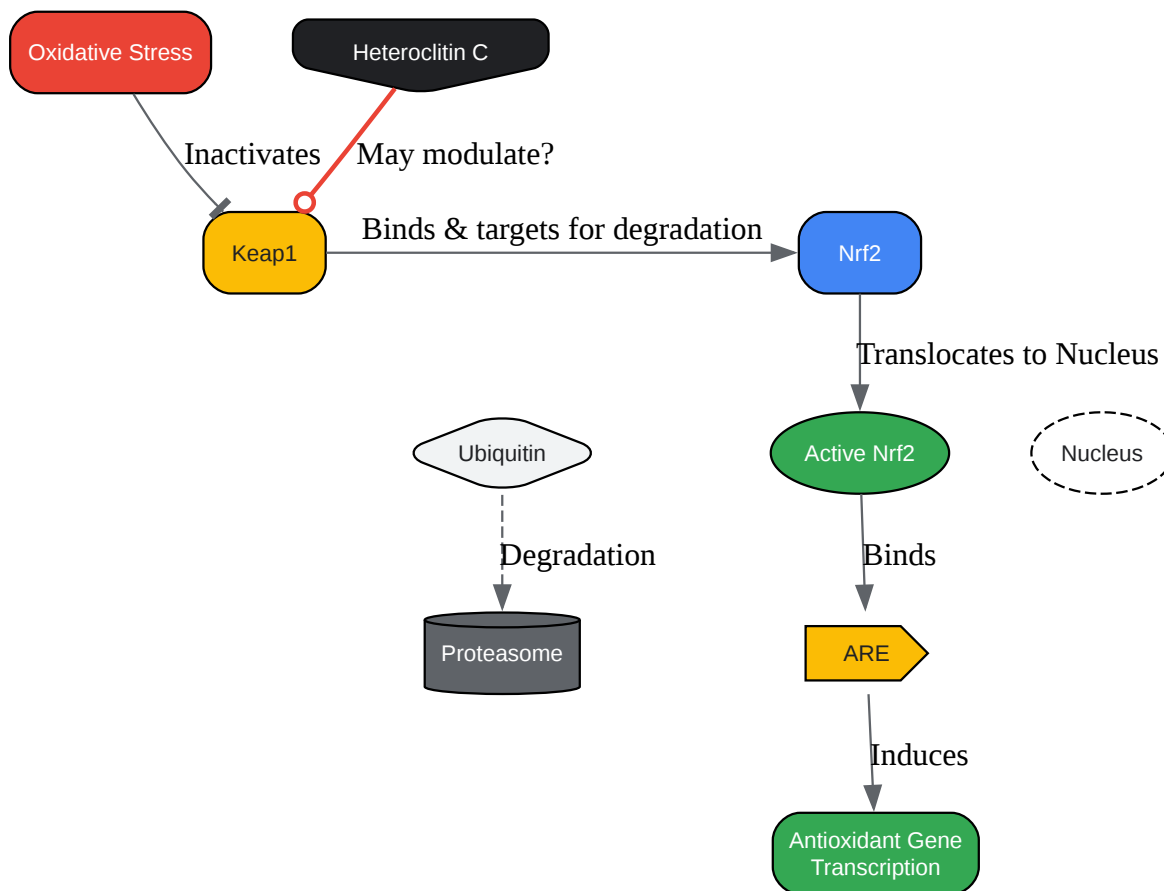 Oxidative Stress
Heteroclitin C
Inactivates
May modulate?
Binds & targets for degradation
Keap1
Nrf2
Translocates to Nucleus
Ubiquitin
Active Nrf2
Nucleus
Degradation
Binds
Proteasome
ARE
Induces
Antioxidant Gene
Transcription